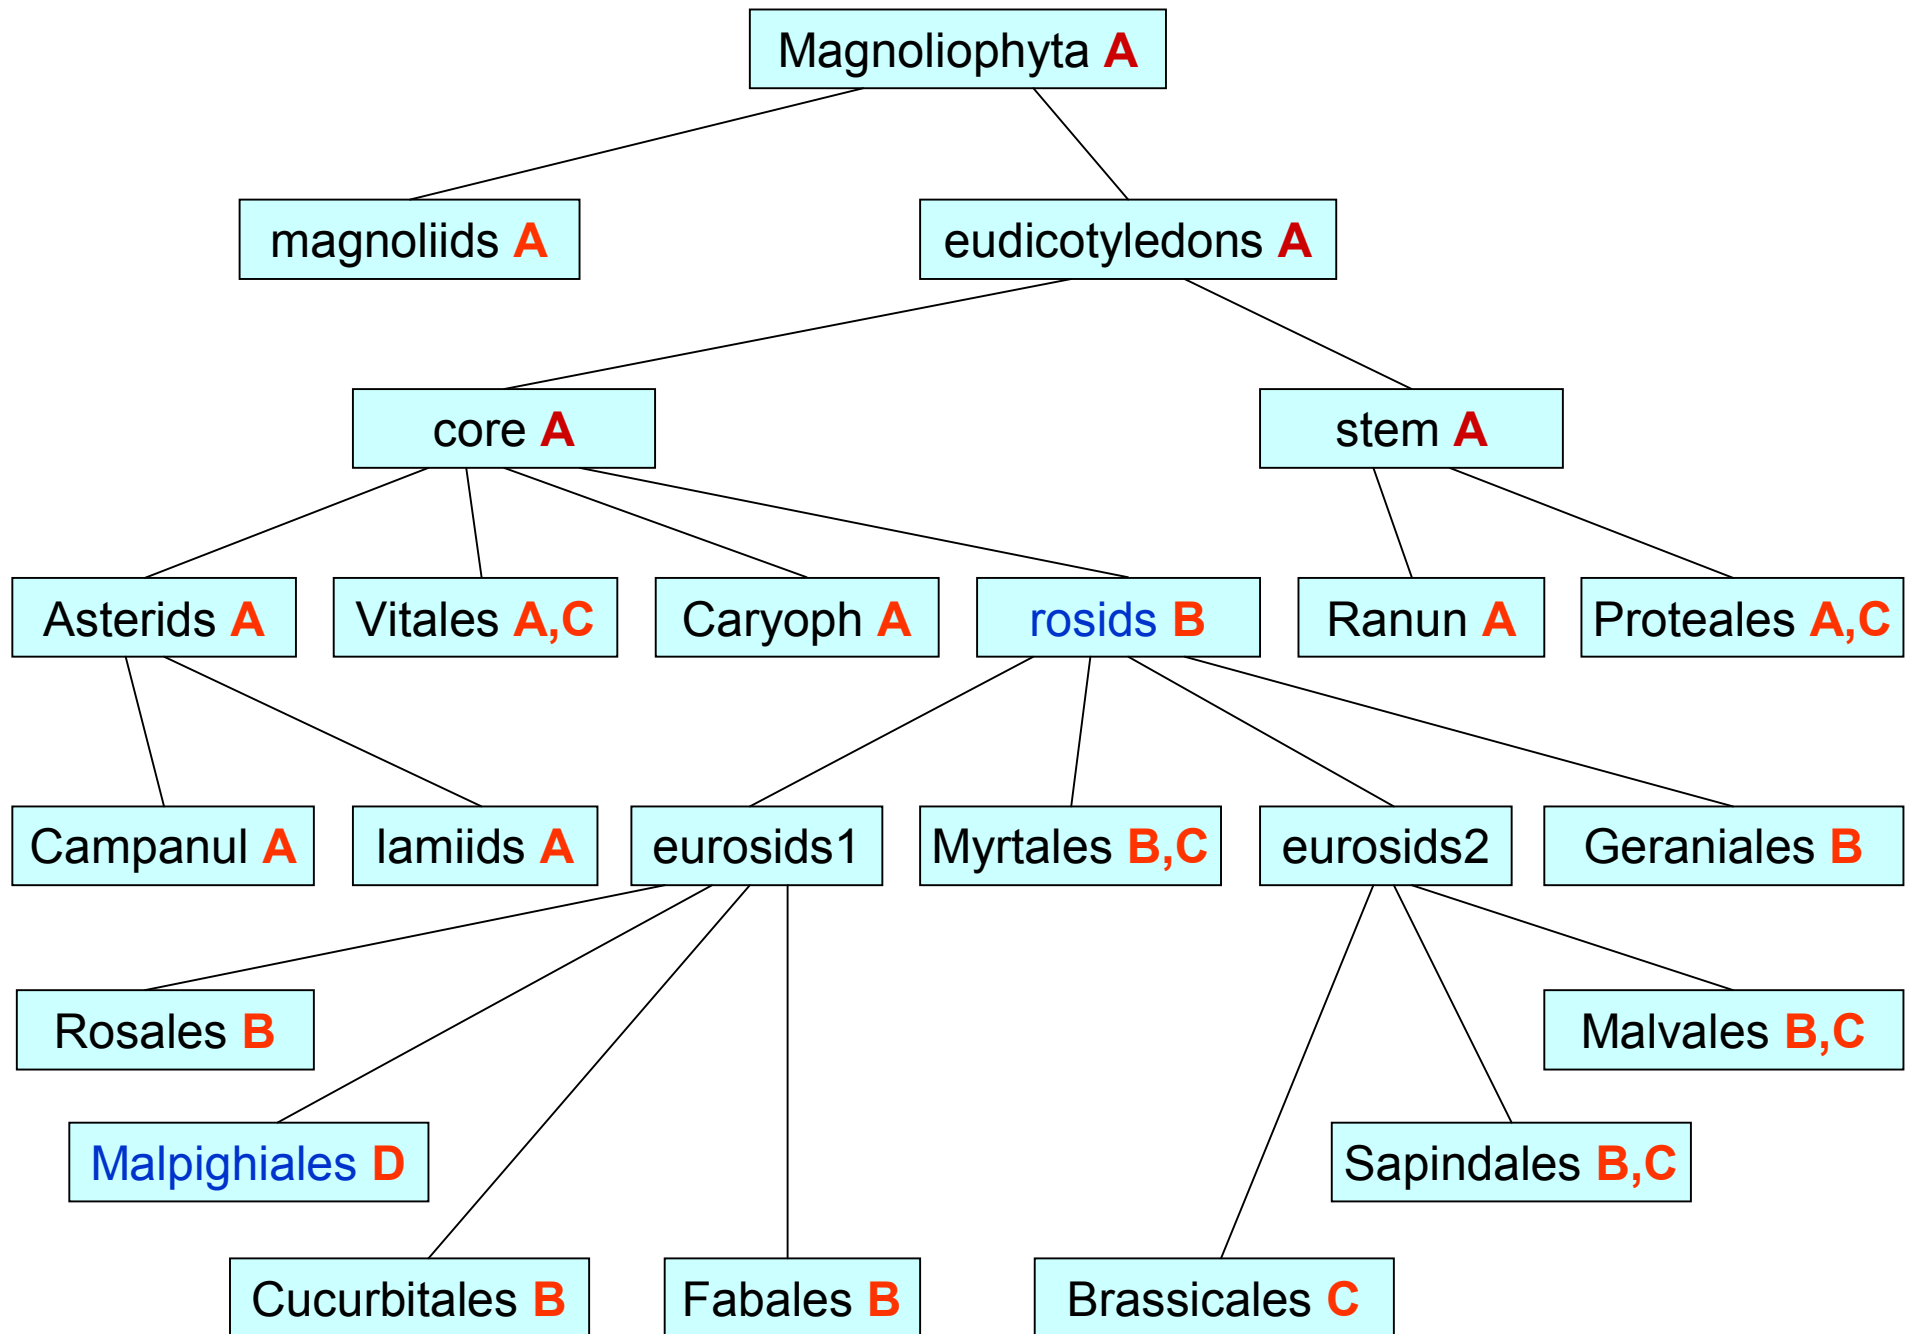 Magnoliophyta A
magnoliids A
eudicotyledons A
core A
stem A
Asterids A
Vitales A,C
Caryoph A
rosids B
Ranun A
Proteales A,C
Campanul A
lamiids A
eurosids1
Myrtales B,C
eurosids2
Geraniales B
Rosales B
Malvales B,C
Malpighiales D
Sapindales B,C
Cucurbitales B
Fabales B
Brassicales C